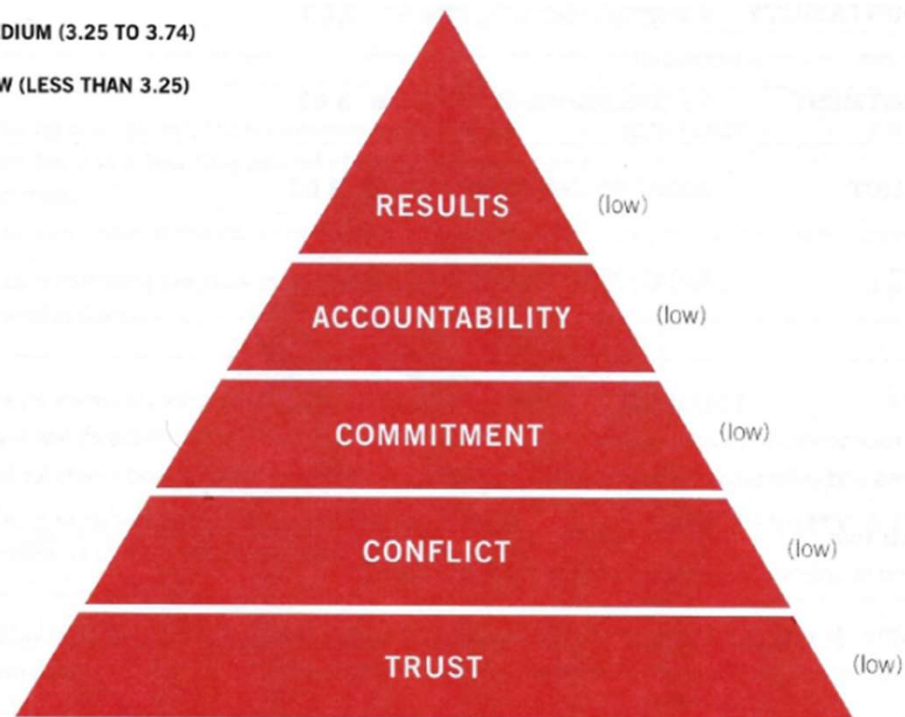 EDIUM (3.25 TO 3.74)
W (LESS THAN 3.25)
RESULTS (low)
ACCOUNTABILITY (low)
COMMITMENT (low)
CONFLICT (low)
TRUST (low)